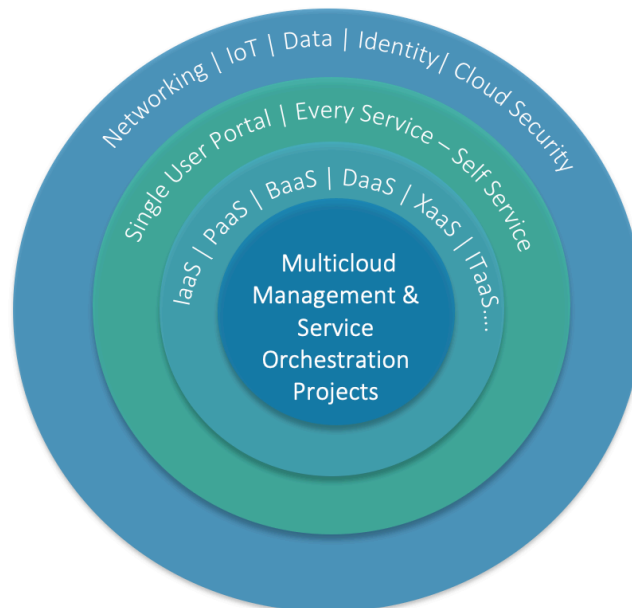 Networking | IoT | Data | Identity| Cloud Security
Single User Portal | Every Service – Self Service
IaaS | PaaS | BaaS | DaaS | XaaS | ITaaS....
Multicloud
Management &
Service
Orchestration
Projects